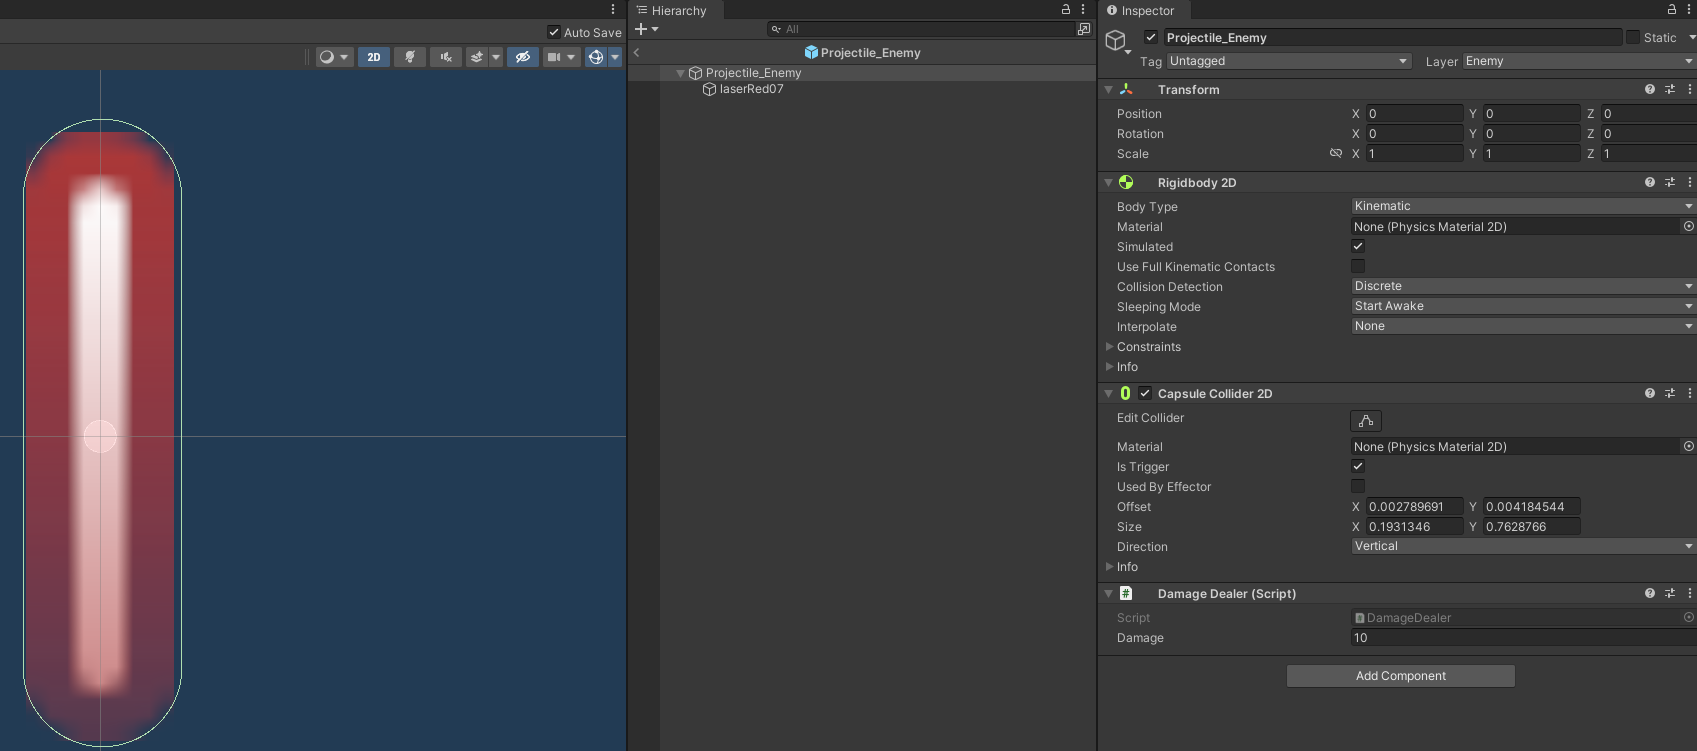 Auto Save
2D
Hierarchy
All
Projectile_Enemy
Projectile_Enemy
laserRed07
Inspector
Projectile_Enemy
Static
Tag Untagged
Layer Enemy
Transform
Position X 0 Y 0 Z 0
Rotation X 0 Y 0 Z 0
Scale X 1 Y 1 Z 1
Rigidbody 2D
Body Type Kinematic
Material None (Physics Material 2D)
Simulated
Use Full Kinematic Contacts
Collision Detection Discrete
Sleeping Mode Start Awake
Interpolate None
Constraints
Info
Capsule Collider 2D
Edit Collider
Material None (Physics Material 2D)
Is Trigger
Used By Effector
Offset X 0.002789691 Y 0.004184544
Size X 0.1931346 Y 0.7628766
Direction Vertical
Info
# Damage Dealer (Script)
Script DamageDealer
Damage 10
Add Component